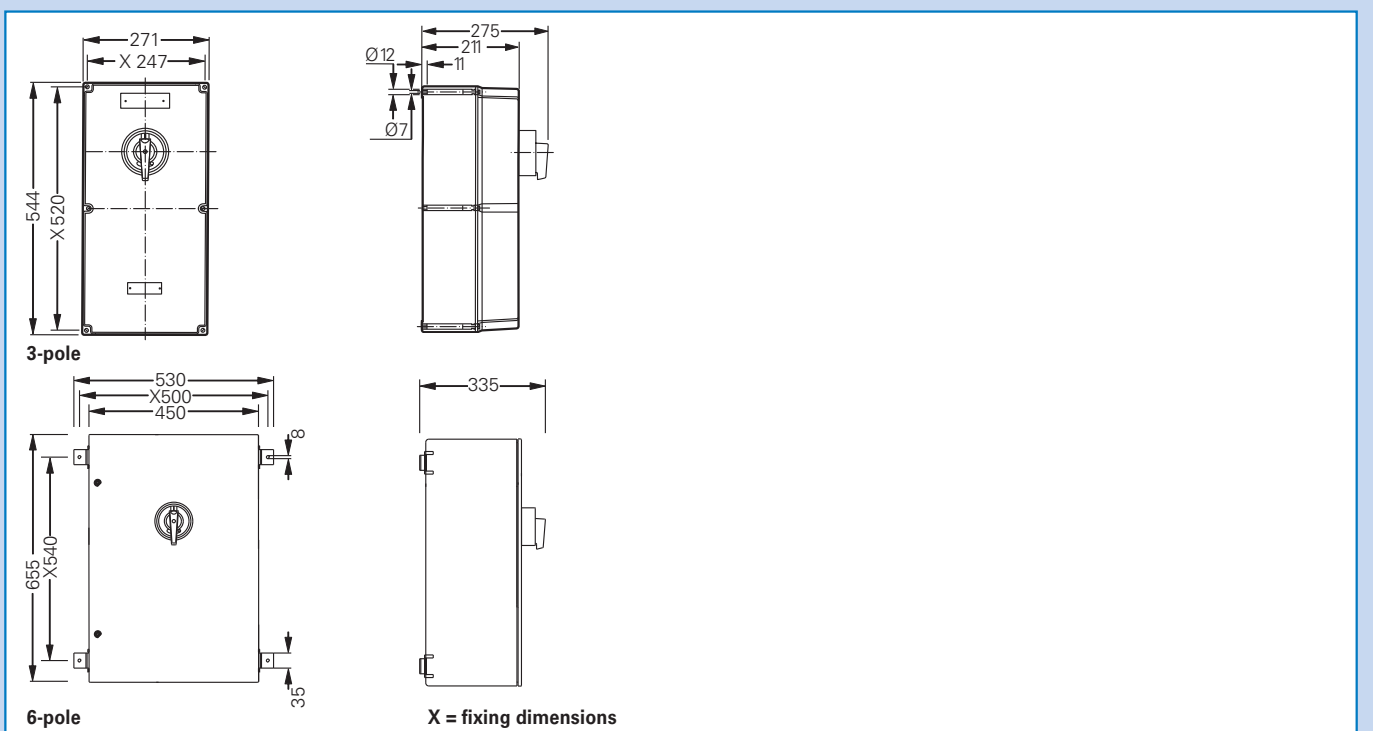 271
X 247
544
X 520
275
211
11
Ø12
Ø7
3-pole
530
X500
450
8
655
X540
35
335
6-pole
X = fixing dimensions